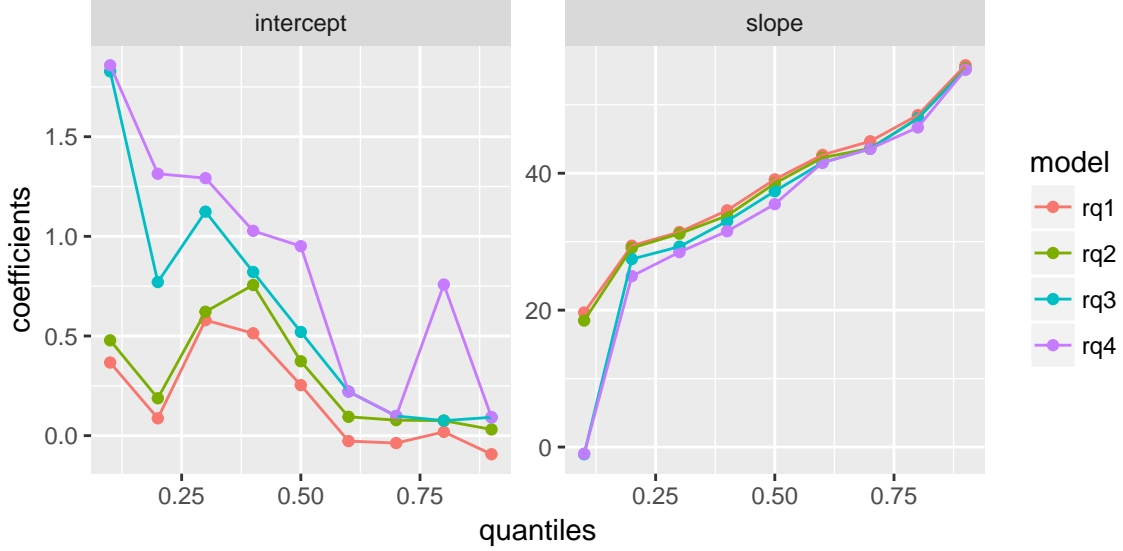 intercept
slope
coefficients
1.5
1.0
0.5
0.0
40
20
0
0.25
0.50
0.75
0.25
0.50
0.75
quantiles
model
rq1
rq2
rq3
rq4